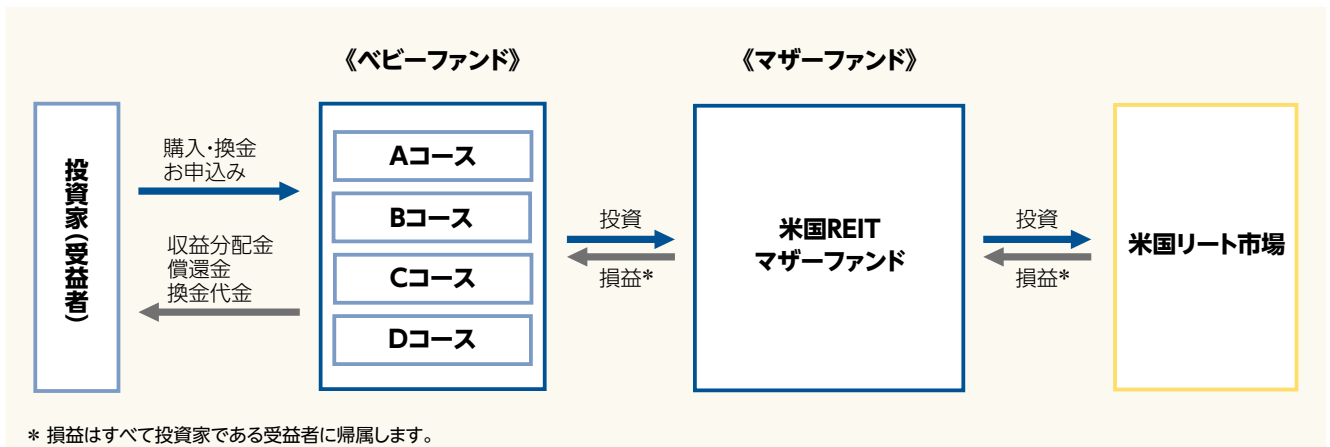 《ベビーファンド》
《マザーファンド》
投資家(受益者)
購入・換金
お申込み
収益分配金
償還金
換金代金
Aコース
Bコース
Cコース
Dコース
投資
損益*
米国REIT
マザーファンド
投資
損益*
米国リート市場
* 損益はすべて投資家である受益者に帰属します。